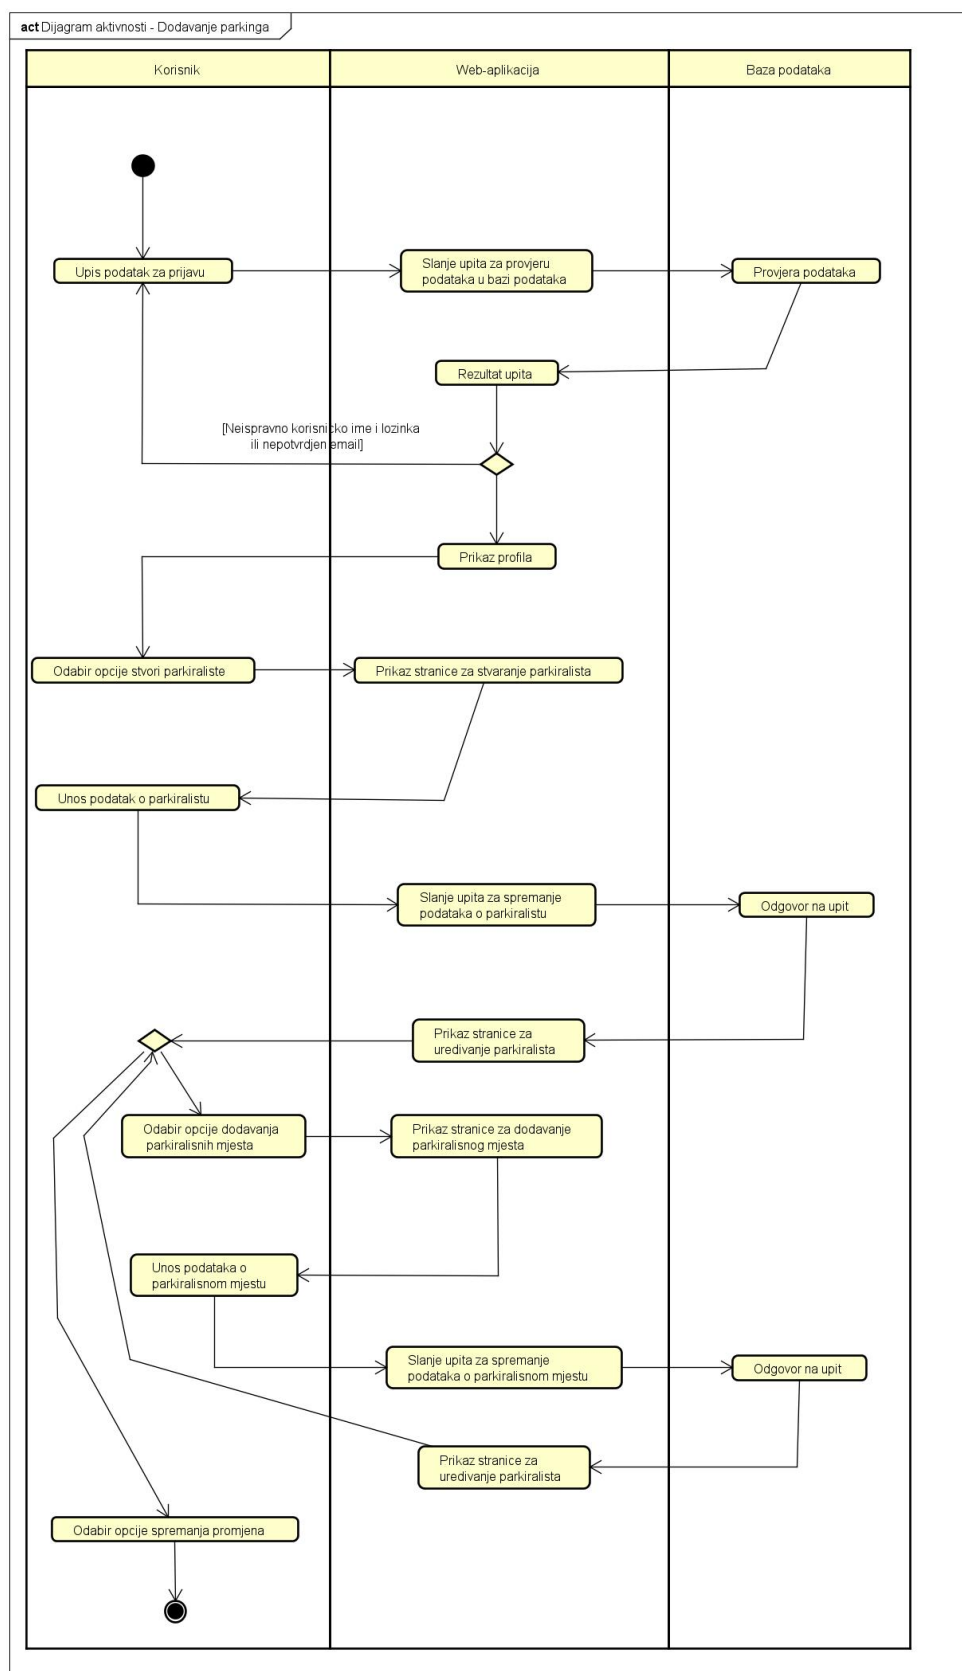 act Dijagram aktivnosti - Dodavanje parkinga
Korisnik
Web-aplikacija
Baza podataka
Upis podatak za prijavu
Slanje upita za provjeru
podataka u bazi podataka
Provjera podataka
Rezultat upita
[Neispravno korisnicko ime i lozinka
ili nepotvrdjen email]
Prikaz profila
Odabir opcije stvori parkiraliste
Prikaz stranice za stvaranje parkiralista
Unos podatak o parkiralistu
Slanje upita za spremanje
podataka o parkiralistu
Odgovor na upit
Prikaz stranice za
uredivanje parkiralista
Odabir opcije dodavanja
parkiralisnih mjesta
Prikaz stranice za dodavanje
parkiralisnog mjesta
Unos podataka o
parkiralisnom mjestu
Slanje upita za spremanje
podataka o parkiralisnom mjestu
Odgovor na upit
Prikaz stranice za
uredivanje parkiralista
Odabir opcije spremanja promjena